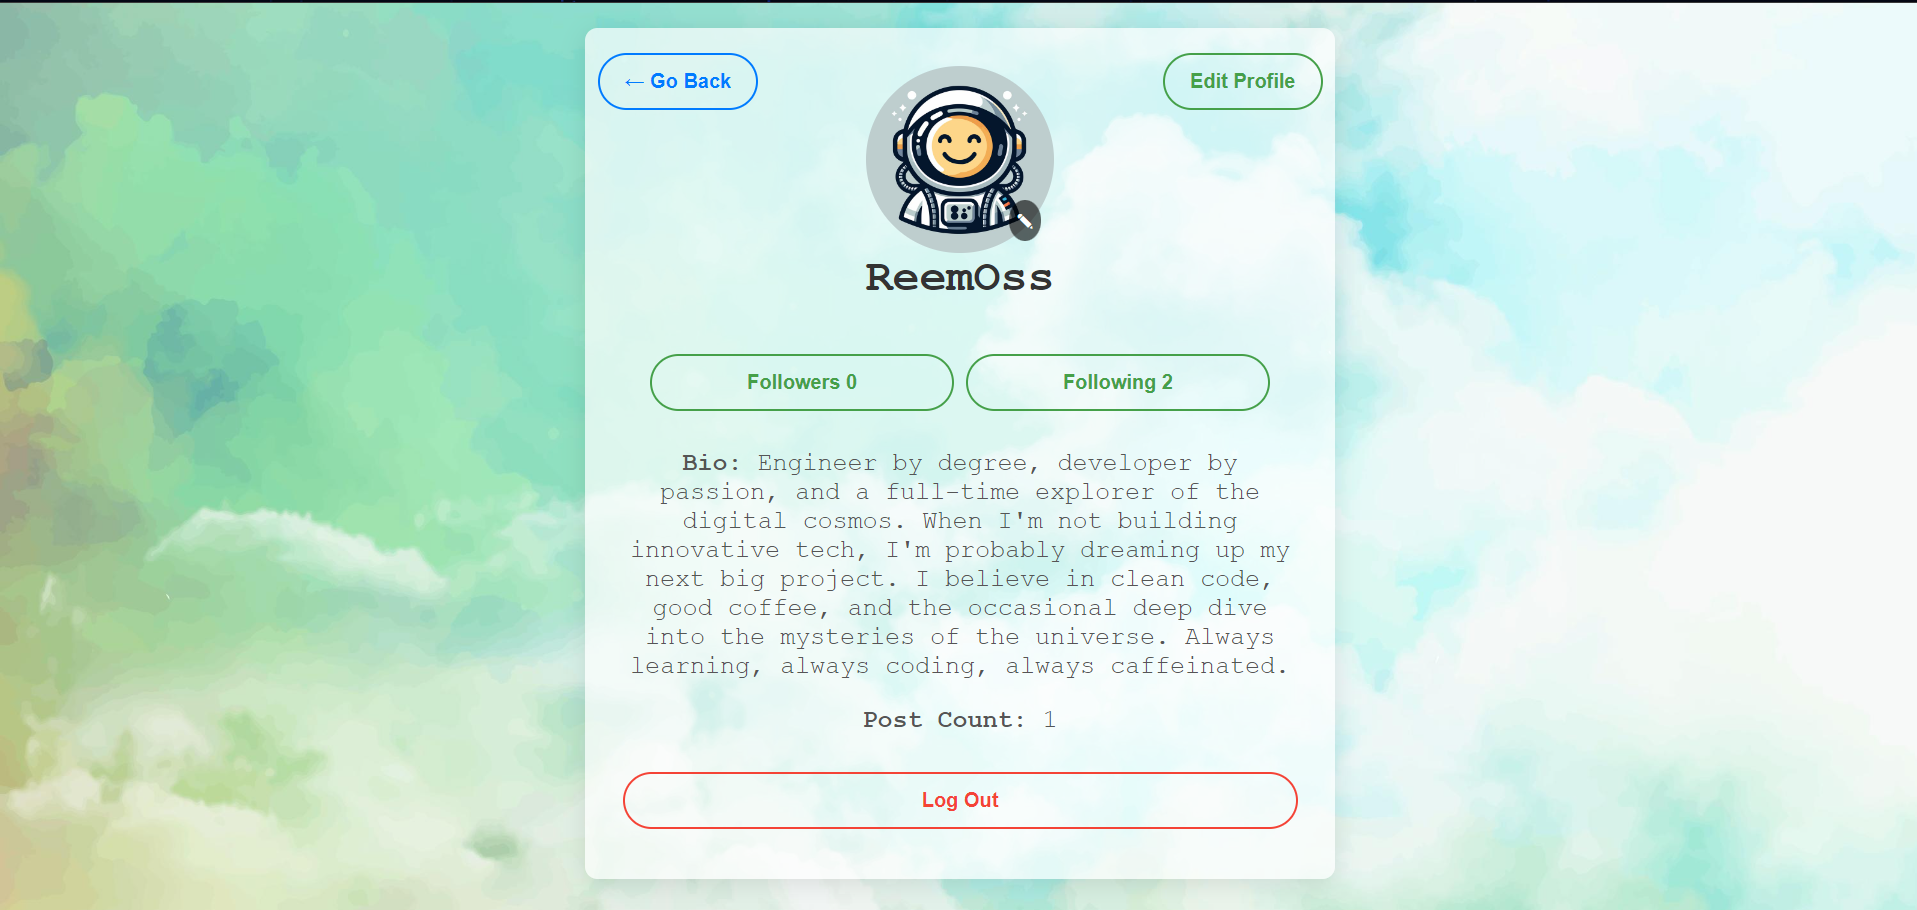 ← Go Back
Edit Profile
ReemOss
Followers 0
Following 2
Bio: Engineer by degree, developer by
passion, and a full-time explorer of the
digital cosmos. When I'm not building
innovative tech, I'm probably dreaming up my
next big project. I believe in clean code,
good coffee, and the occasional deep dive
into the mysteries of the universe. Always
learning, always coding, always caffeinated.
Post Count: 1
Log Out